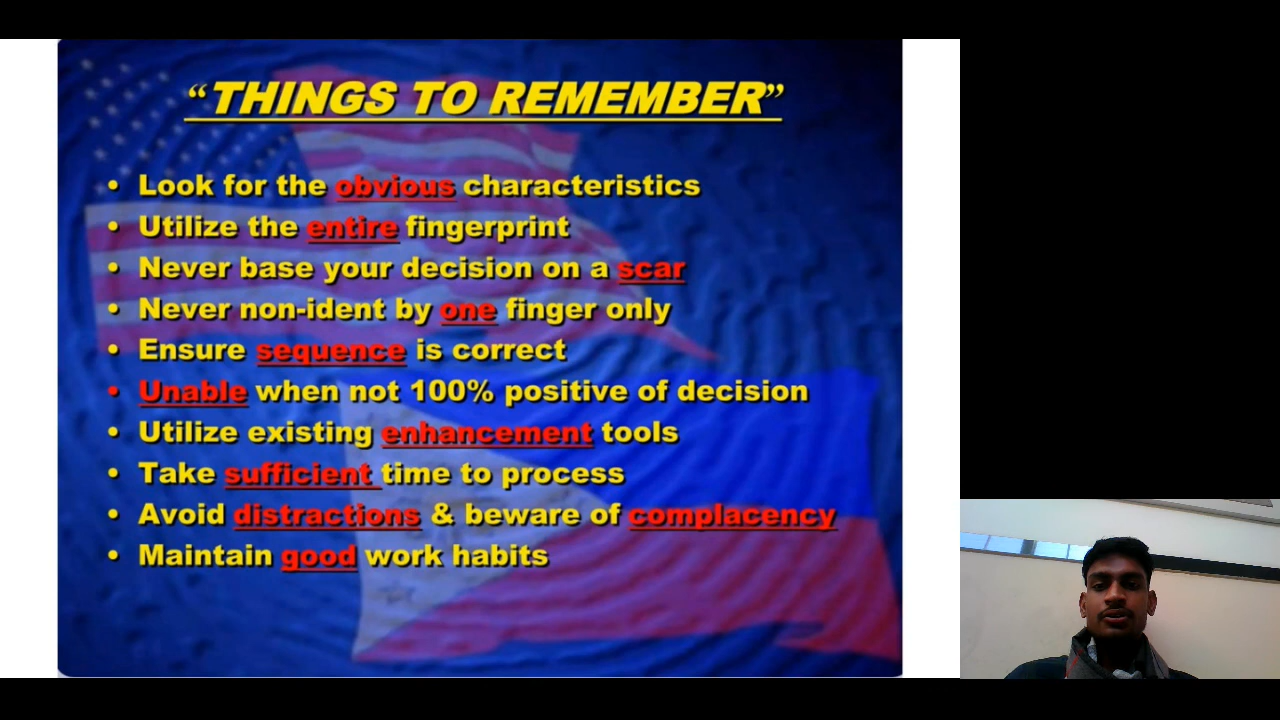 “THINGS TO REMEMBER”
• Look for the obvious characteristics
• Utilize the entire fingerprint
• Never base your decision on a scar
• Never non-ident by one finger only
• Ensure sequence is correct
• Unable when not 100% positive of decision
• Utilize existing enhancement tools
• Take sufficient time to process
• Avoid distractions & beware of complacency
• Maintain good work habits